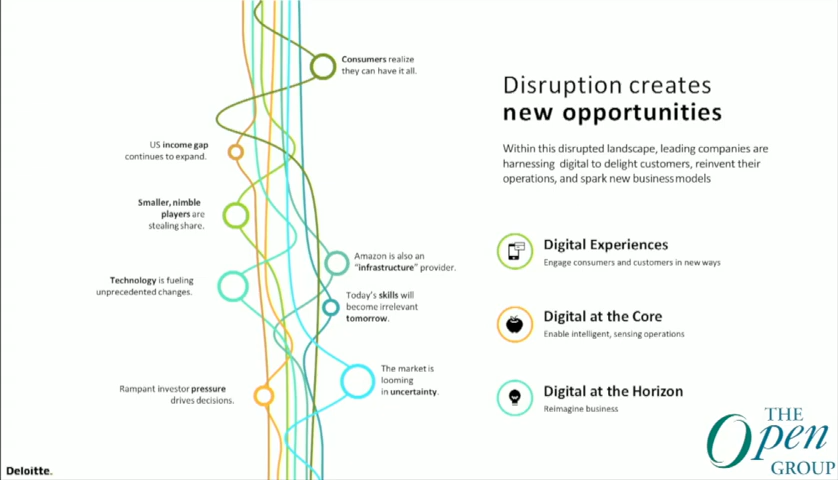 Consumers realize
they can have it all.
US income gap
continues to expand.
Smaller, nimble
players are
stealing share.
Amazon is also an
"infrastructure" provider.
Technology is fueling
unprecedented changes.
Today's skills will
become irrelevant
tomorrow.
The market is
looming
in uncertainty.
Rampant investor pressure
drives decisions.
Disruption creates
new opportunities
Within this disrupted landscape, leading companies are
harnessing digital to delight customers, reinvent their
operations, and spark new business models
Digital Experiences
Engage consumers and customers in new ways
Digital at the Core
Enable intelligent, sensing operations
Digital at the Horizon
Reimagine business
Deloitte.
THE
Open
GROUP